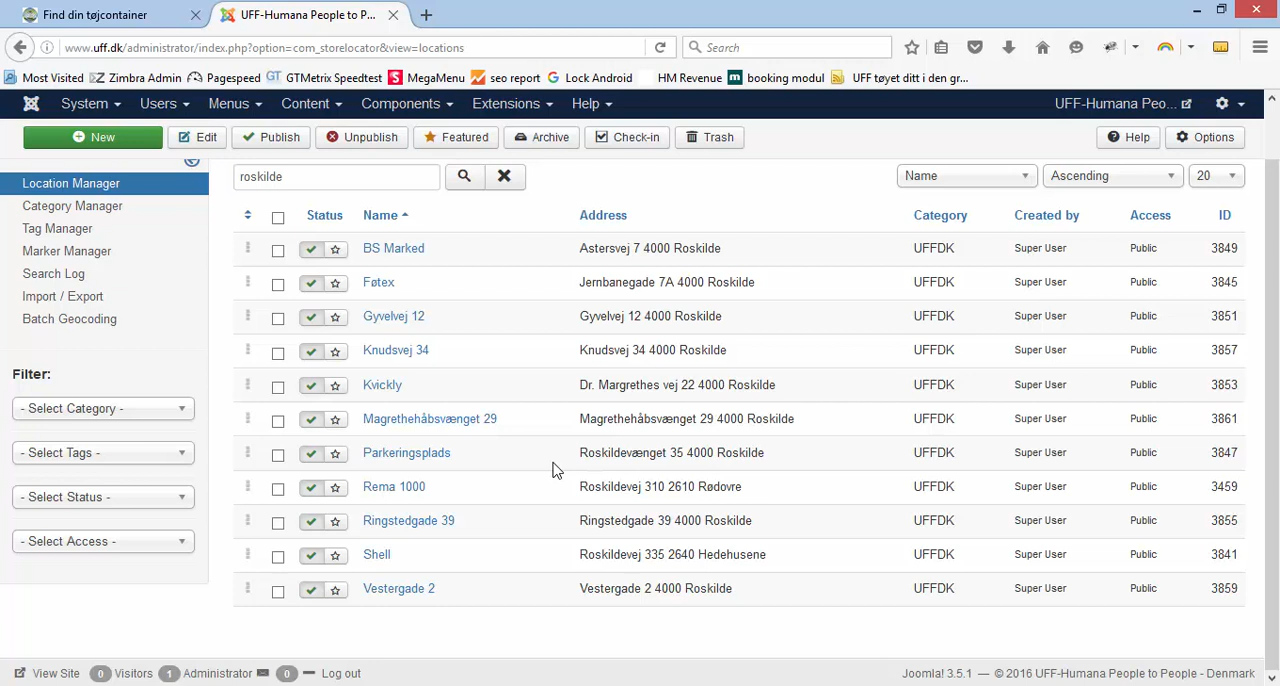 Find din tøjcontainer
UFF-Humana People to P...
www.uff.dk/administrator/index.php?option=com_storelocator&view=locations
Search
Most Visited Zimbra Admin Pagespeed GT GTMetrix Speedtest S MegaMenu seo report G Lock Android HM Revenue m booking modul UFF tøyet ditt i den gr...
System Users Menus Content Components Extensions Help UFF-Humana Peo...
New Edit Publish Unpublish Featured Archive Check-in Trash Help Options
Location Manager
Category Manager
Tag Manager
Marker Manager
Search Log
Import / Export
Batch Geocoding
Filter:
- Select Category -
- Select Tags -
- Select Status -
- Select Access -
roskilde Name Ascending 20
Status Name Address Category Created by Access ID
BS Marked Astersvej 7 4000 Roskilde UFFDK Super User Public 3849
Føtex Jernbanegade 7A 4000 Roskilde UFFDK Super User Public 3845
Gyvelvej 12 Gyvelvej 12 4000 Roskilde UFFDK Super User Public 3851
Knudsvej 34 Knudsvej 34 4000 Roskilde UFFDK Super User Public 3857
Kvickly Dr. Margrethes vej 22 4000 Roskilde UFFDK Super User Public 3853
Magrethehåbsvænget 29 Magrethehåbsvænget 29 4000 Roskilde UFFDK Super User Public 3861
Parkeringsplads Roskildevænget 35 4000 Roskilde UFFDK Super User Public 3847
Rema 1000 Roskildevej 310 2610 Rødovre UFFDK Super User Public 3459
Ringstedgade 39 Ringstedgade 39 4000 Roskilde UFFDK Super User Public 3855
Shell Roskildevej 335 2640 Hedehusene UFFDK Super User Public 3841
Vestergade 2 Vestergade 2 4000 Roskilde UFFDK Super User Public 3859
View Site 0 Visitors 1 Administrator 0 Log out Joomla! 3.5.1 — © 2016 UFF-Humana People to People - Denmark